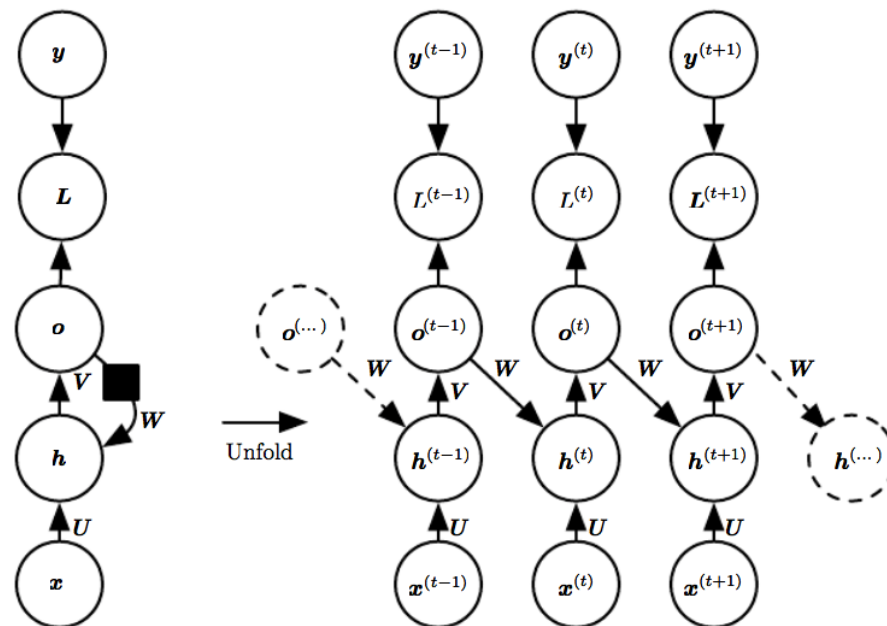 y y^(t−1) y^(t) y^(t+1)
L L^(t−1) L^(t) L^(t+1)
o o^(...) o^(t−1) o^(t) o^(t+1)
W W W W
V V V V
W
h h^(t−1) h^(t) h^(t+1) h^(...)
Unfold
U U U U
x x^(t−1) x^(t) x^(t+1)